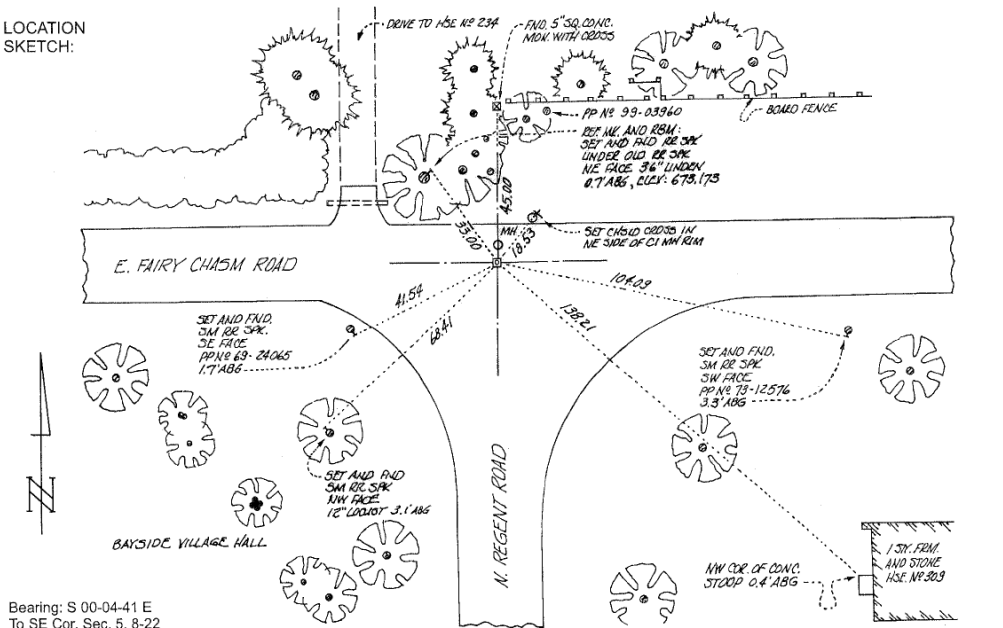 LOCATION
SKETCH:
DRIVE TO HSE Nº 234
FND. 5" SQ. CONC.
MON. WITH CROSS
PP Nº 99-03960
BOARD FENCE
REF. MK. AND RBM:
SET AND FND RR SPK
UNDER OLD RR SPK
NE FACE 36" LINDEN
0.7' ABG, ELEV: 673.173
45.00
33.00
MH
18.53
SET CHSLD CROSS IN
NE SIDE OF CI MH RIM
E. FAIRY CHASM ROAD
41.54
68.41
138.21
104.09
SET AND FND.
SM RR SPK.
SE FACE
PP Nº 69-24065
1.7' ABG
SET AND FND.
SM RR SPK
SW FACE
PP Nº 73-12576
3.3' ABG
SET AND FND
SM RR SPK
NW FACE
12" LOCUST 3.1' ABG
N
BAYSIDE VILLAGE HALL
N. REGENT ROAD
NW COR. OF CONC.
STOOP 0.4' ABG
1 STY. FRM.
AND STONE
HSE. Nº 309
Bearing: S 00-04-41 E
To SE Cor. Sec. 5, 8-22